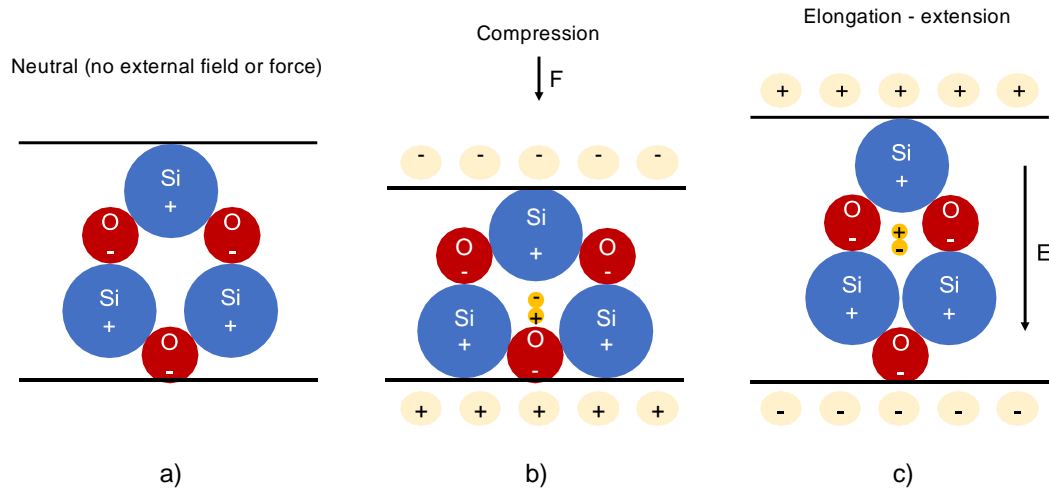 Neutral (no external field or force)
Compression
F
Elongation - extension
Si
+
O
-
O
-
Si
+
Si
+
O
-
- - - - -
Si
+
O
-
O
-
-
+
Si
+
Si
+
O
-
+ + + + +
+ + + + +
Si
+
O
-
O
-
+
-
E
Si
+
Si
+
O
-
- - - - -
a)
b)
c)